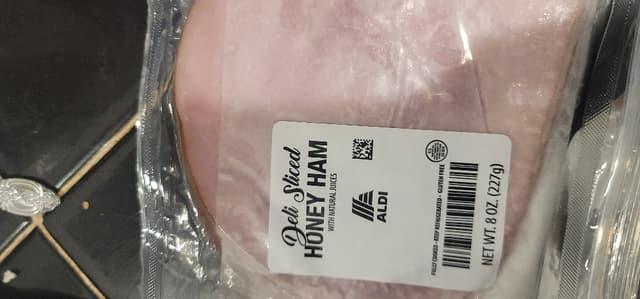 Deli Sliced
HONEY HAM
WITH NATURAL JUICES
ALDI
FULLY COOKED • KEEP REFRIGERATED • GLUTEN FREE
NET WT. 8 OZ. (227g)